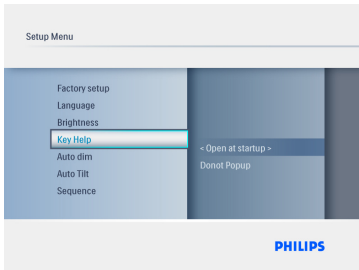 Setup Menu
Factory setup
Language
Brightness
Key Help
Auto dim
Auto Tilt
Sequence
< Open at startup >
Donot Popup
PHILIPS